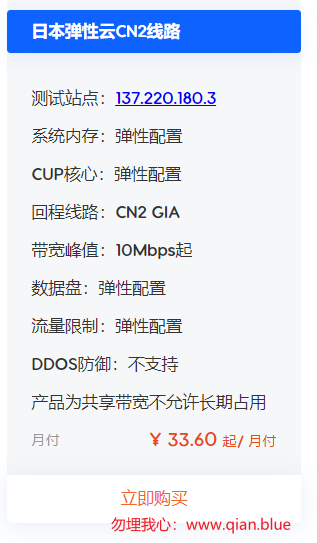 日本弹性云CN2线路
测试站点：137.220.180.3
系统内存：弹性配置
CUP核心：弹性配置
回程线路：CN2 GIA
带宽峰值：10Mbps起
数据盘：弹性配置
流量限制：弹性配置
DDOS防御：不支持
产品为共享带宽不允许长期占用
月付 ¥ 33.60 起/ 月付
立即购买
勿埋我心：www.qian.blue